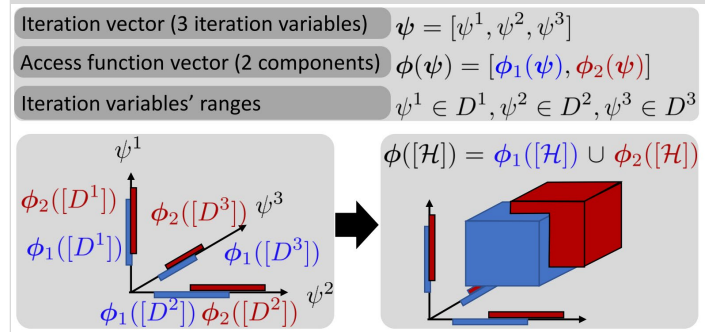 Iteration vector (3 iteration variables) ψ = [ψ¹, ψ², ψ³]
Access function vector (2 components) ϕ(ψ) = [ϕ₁(ψ), ϕ₂(ψ)]
Iteration variables' ranges ψ¹ ∈ D¹, ψ² ∈ D², ψ³ ∈ D³
ψ¹
ϕ₂([D¹])
ϕ₁([D¹])
ϕ₂([D³])
ψ³
ϕ₁([D³])
ψ²
ϕ₁([D²]) ϕ₂([D²])
ϕ([ℋ]) = ϕ₁([ℋ]) ∪ ϕ₂([ℋ])